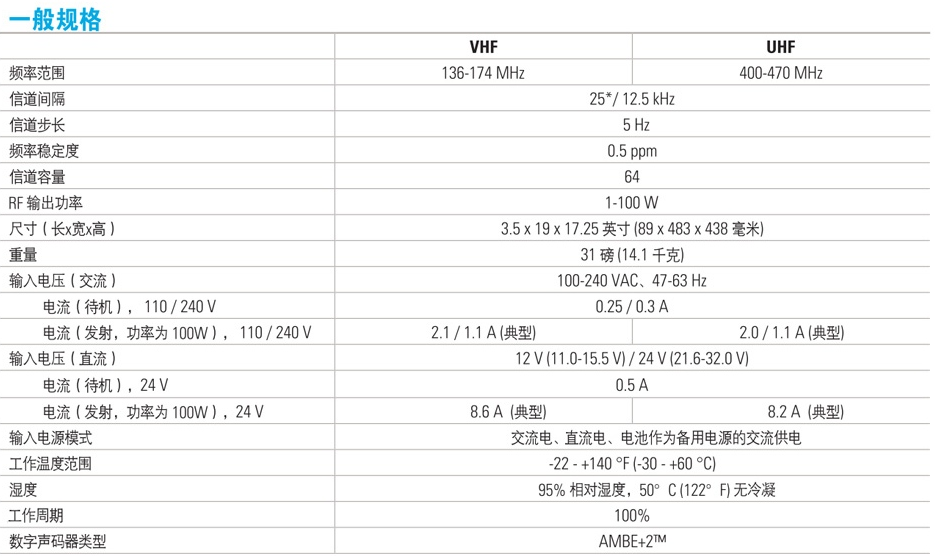 一般规格
VHF UHF
频率范围 136-174 MHz 400-470 MHz
信道间隔 25*/ 12.5 kHz
信道步长 5 Hz
频率稳定度 0.5 ppm
信道容量 64
RF 输出功率 1-100 W
尺寸（长x宽x高） 3.5 x 19 x 17.25 英寸 (89 x 483 x 438 毫米)
重量 31 磅 (14.1 千克)
输入电压（交流） 100-240 VAC、47-63 Hz
电流（待机），110 / 240 V 0.25 / 0.3 A
电流（发射，功率为 100W），110 / 240 V 2.1 / 1.1 A (典型) 2.0 / 1.1 A (典型)
输入电压（直流） 12 V (11.0-15.5 V) / 24 V (21.6-32.0 V)
电流（待机），24 V 0.5 A
电流（发射，功率为 100W），24 V 8.6 A (典型) 8.2 A (典型)
输入电源模式 交流电、直流电、电池作为备用电源的交流供电
工作温度范围 -22 - +140 °F (-30 - +60 °C)
湿度 95% 相对湿度，50° C (122° F) 无冷凝
工作周期 100%
数字声码器类型 AMBE+2™